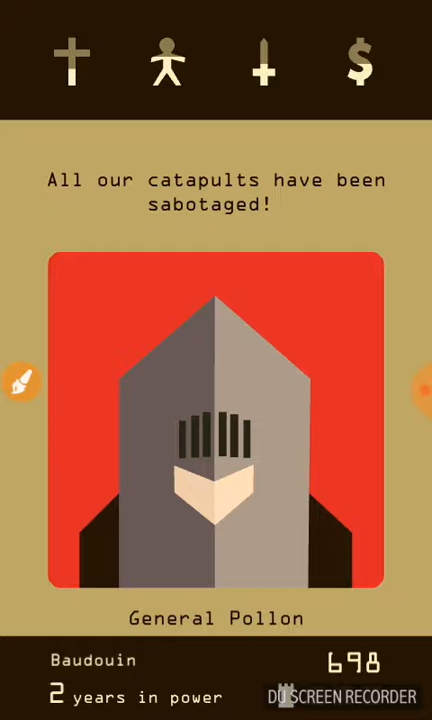 All our catapults have been
sabotaged!
General Pollon
Baudouin
698
2 years in power
DU SCREEN RECORDER